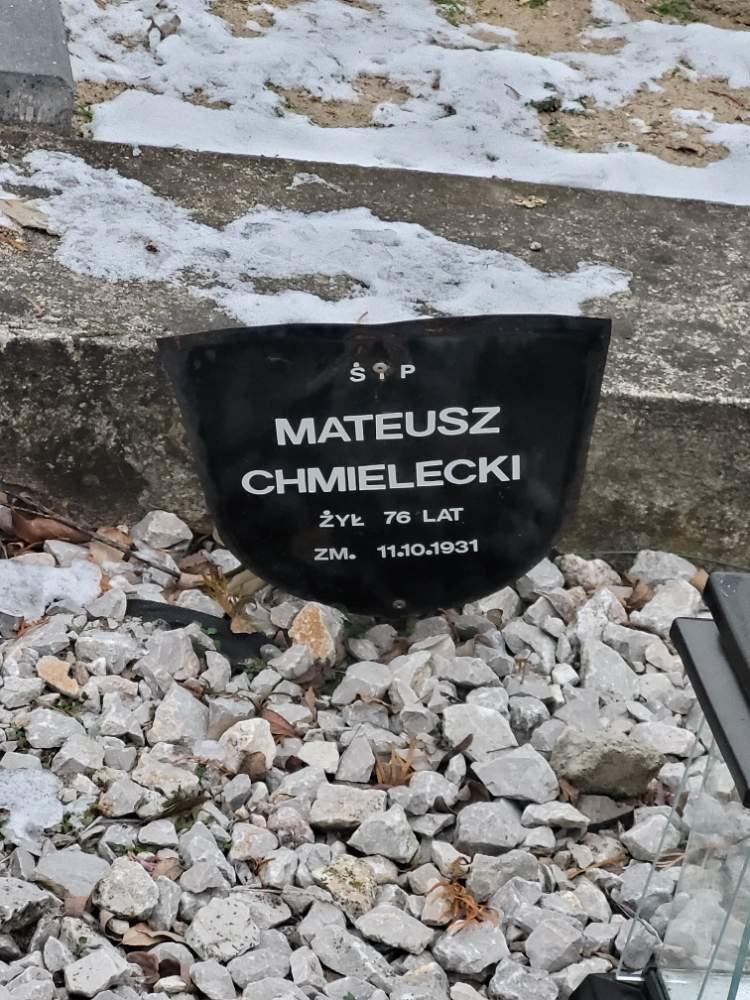 Ś P
MATEUSZ
CHMIELECKI
ŻYŁ 76 LAT
ZM. 11.10.1931